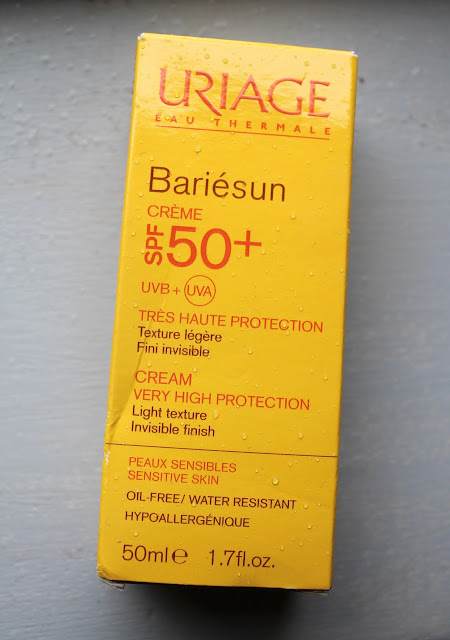 URIAGE
EAU THERMALE
Bariésun
CRÈME
SPF 50+
UVB + UVA
TRÈS HAUTE PROTECTION
Texture légère
Fini invisible
CREAM
VERY HIGH PROTECTION
Light texture
Invisible finish
PEAUX SENSIBLES
SENSITIVE SKIN
OIL-FREE/ WATER RESISTANT
HYPOALLERGÉNIQUE
50ml℮ 1.7fl.oz.